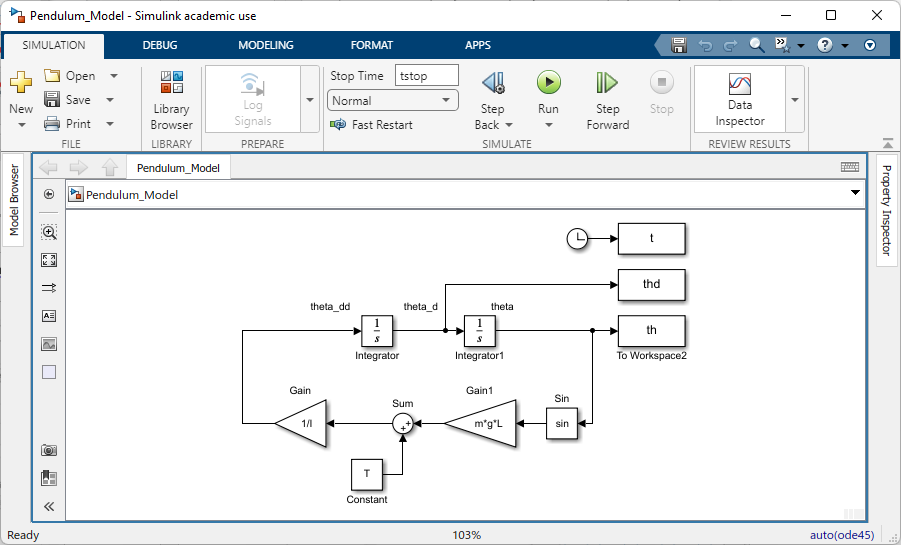 Pendulum_Model - Simulink academic use
SIMULATION DEBUG MODELING FORMAT APPS
New
Open
Save
Print
FILE
Library
Browser
LIBRARY
Log
Signals
PREPARE
Stop Time tstop
Normal
Fast Restart
Step
Back
Run
Step
Forward
Stop
SIMULATE
Data
Inspector
REVIEW RESULTS
Model Browser
Pendulum_Model
Property Inspector
Pendulum_Model
t
thd
theta_dd theta_d theta
1/s 1/s th
Integrator Integrator1 To Workspace2
Gain Sum Gain1 Sin
1/I + + m*g*L sin
T
Constant
Ready 103% auto(ode45)